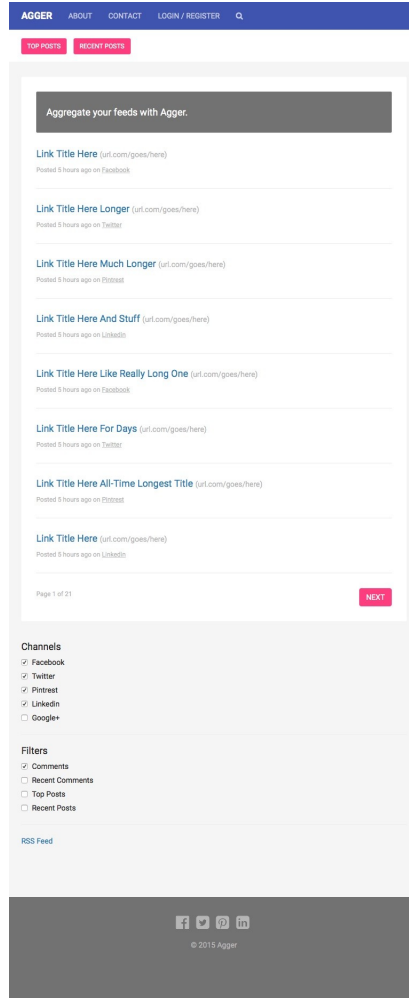 AGGER ABOUT CONTACT LOGIN / REGISTER
TOP POSTS RECENT POSTS
Aggregate your feeds with Agger.
Link Title Here (url.com/goes/here)
Posted 5 hours ago on Facebook
Link Title Here Longer (url.com/goes/here)
Posted 5 hours ago on Twitter
Link Title Here Much Longer (url.com/goes/here)
Posted 5 hours ago on Pintrest
Link Title Here And Stuff (url.com/goes/here)
Posted 5 hours ago on Linkedin
Link Title Here Like Really Long One (url.com/goes/here)
Posted 5 hours ago on Facebook
Link Title Here For Days (url.com/goes/here)
Posted 5 hours ago on Twitter
Link Title Here All-Time Longest Title (url.com/goes/here)
Posted 5 hours ago on Pintrest
Link Title Here (url.com/goes/here)
Posted 5 hours ago on Linkedin
Page 1 of 21 NEXT
Channels
Facebook
Twitter
Pintrest
Linkedin
Google+
Filters
Comments
Recent Comments
Top Posts
Recent Posts
RSS Feed
© 2015 Agger